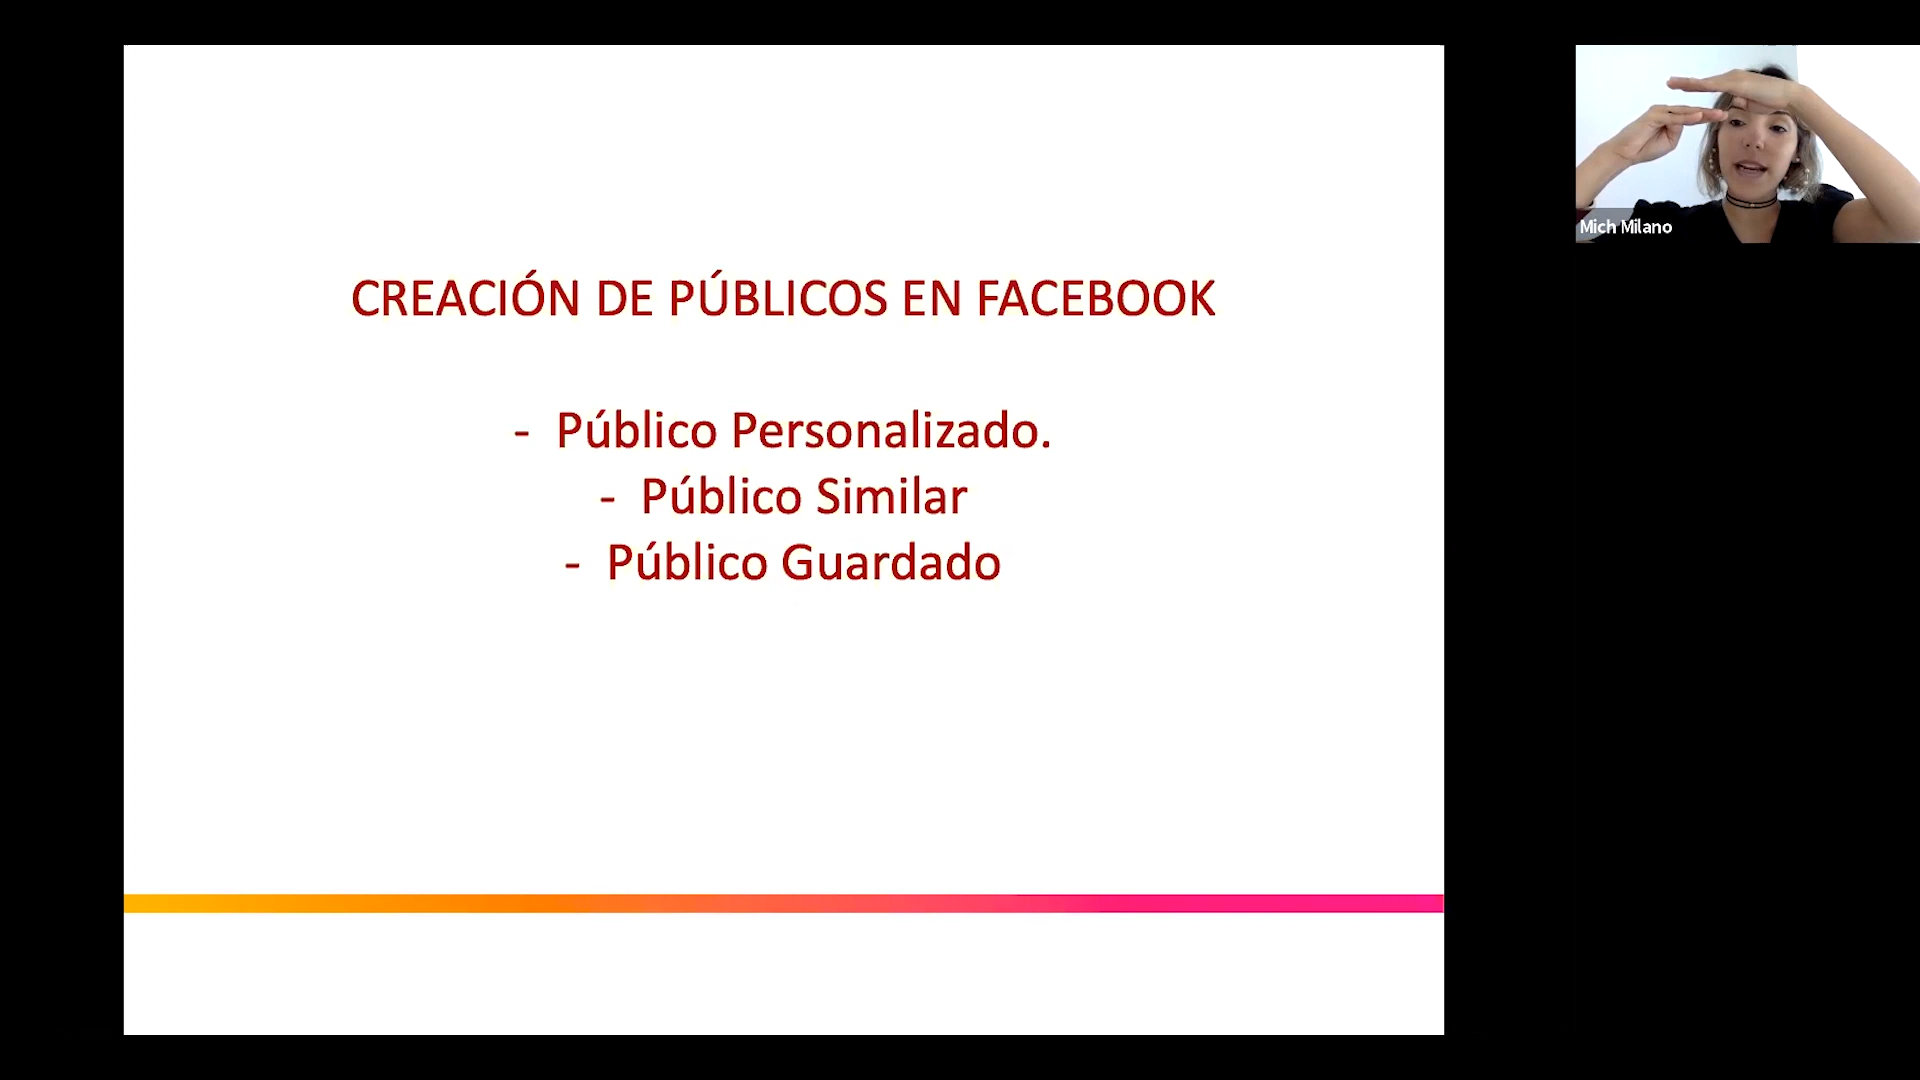 CREACIÓN DE PÚBLICOS EN FACEBOOK
- Público Personalizado.
- Público Similar
- Público Guardado
Mich Milano